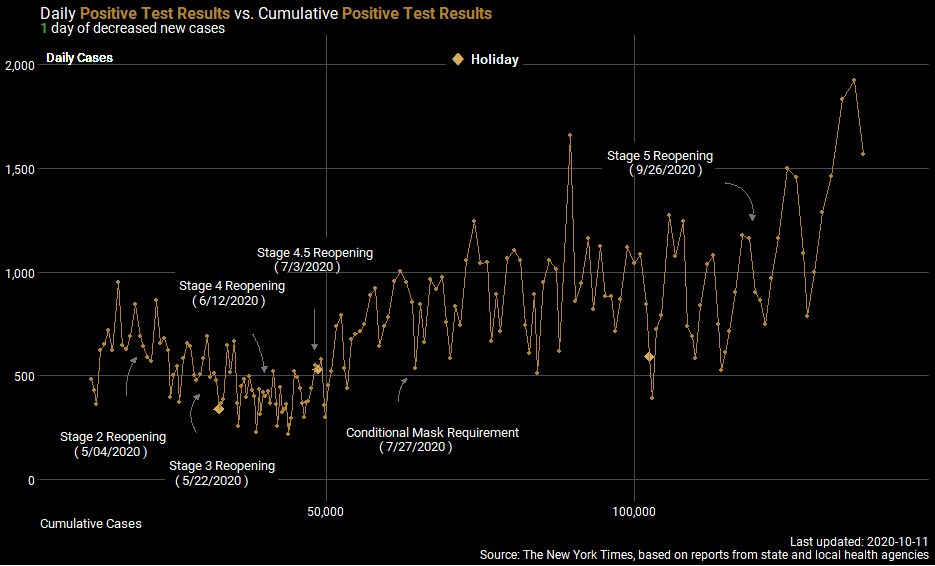 Daily Positive Test Results vs. Cumulative Positive Test Results
1 day of decreased new cases
Daily Cases
Holiday
2,000
1,500
1,000
500
0
Stage 5 Reopening
( 9/26/2020 )
Stage 4.5 Reopening
( 7/3/2020 )
Stage 4 Reopening
( 6/12/2020 )
Stage 2 Reopening
( 5/04/2020 )
Conditional Mask Requirement
( 7/27/2020 )
Stage 3 Reopening
( 5/22/2020 )
50,000
100,000
Cumulative Cases
Last updated: 2020-10-11
Source: The New York Times, based on reports from state and local health agencies